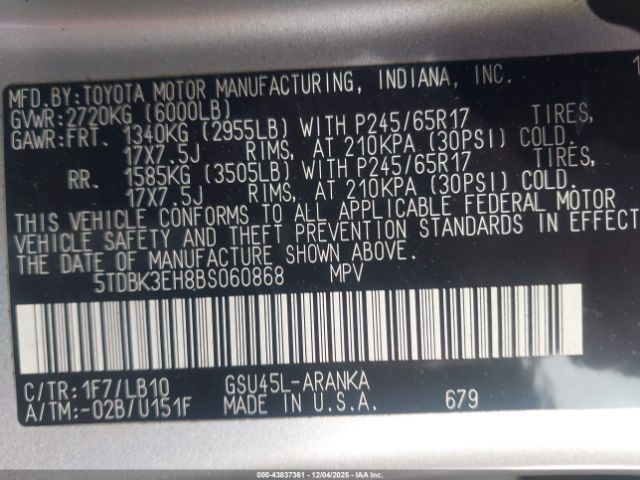 MFD.BY:TOYOTA MOTOR MANUFACTURING, INDIANA, INC.
GVWR:2720KG (6000LB)
GAWR:FRT. 1340KG (2955LB) WITH P245/65R17 TIRES,
17X7.5J RIMS, AT 210KPA (30PSI) COLD.
RR. 1585KG (3505LB) WITH P245/65R17 TIRES,
17X7.5J RIMS, AT 210KPA (30PSI) COLD.
THIS VEHICLE CONFORMS TO ALL APPLICABLE FEDERAL MOTOR
VEHICLE SAFETY AND THEFT PREVENTION STANDARDS IN EFFECT
THE DATE OF MANUFACTURE SHOWN ABOVE.
5TDBK3EH8BS060868 MPV
C/TR:1F7/LB10 GSU45L-ARANKA
A/TM:-02B/U151F MADE IN U.S.A. 679
000-43837361 - 12/04/2025 - IAAI.CA